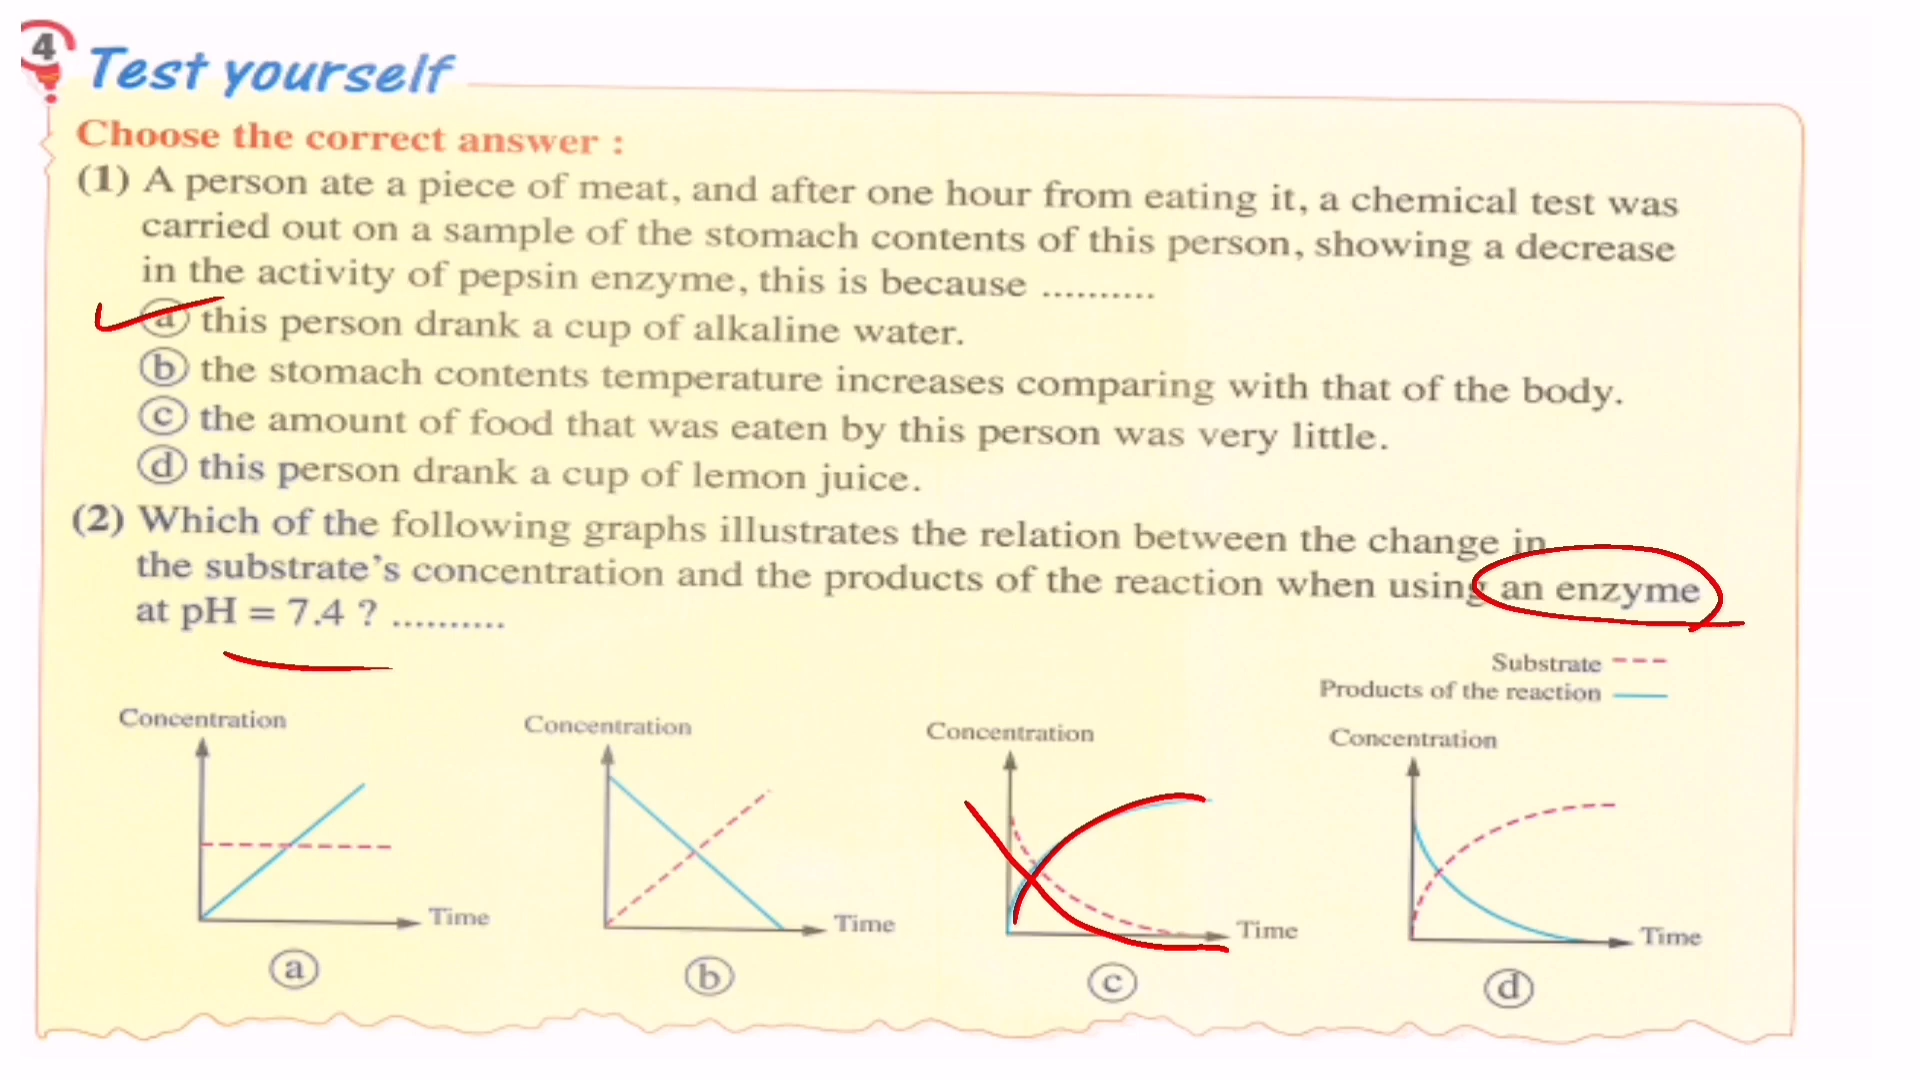 4
Test yourself
Choose the correct answer :
(1) A person ate a piece of meat, and after one hour from eating it, a chemical test was
carried out on a sample of the stomach contents of this person, showing a decrease
in the activity of pepsin enzyme, this is because ..........
a this person drank a cup of alkaline water.
b the stomach contents temperature increases comparing with that of the body.
c the amount of food that was eaten by this person was very little.
d this person drank a cup of lemon juice.
(2) Which of the following graphs illustrates the relation between the change in
the substrate's concentration and the products of the reaction when using an enzyme
at pH = 7.4 ? ..........
Substrate
Products of the reaction
Concentration
Time
a
Concentration
Time
b
Concentration
Time
c
Concentration
Time
d